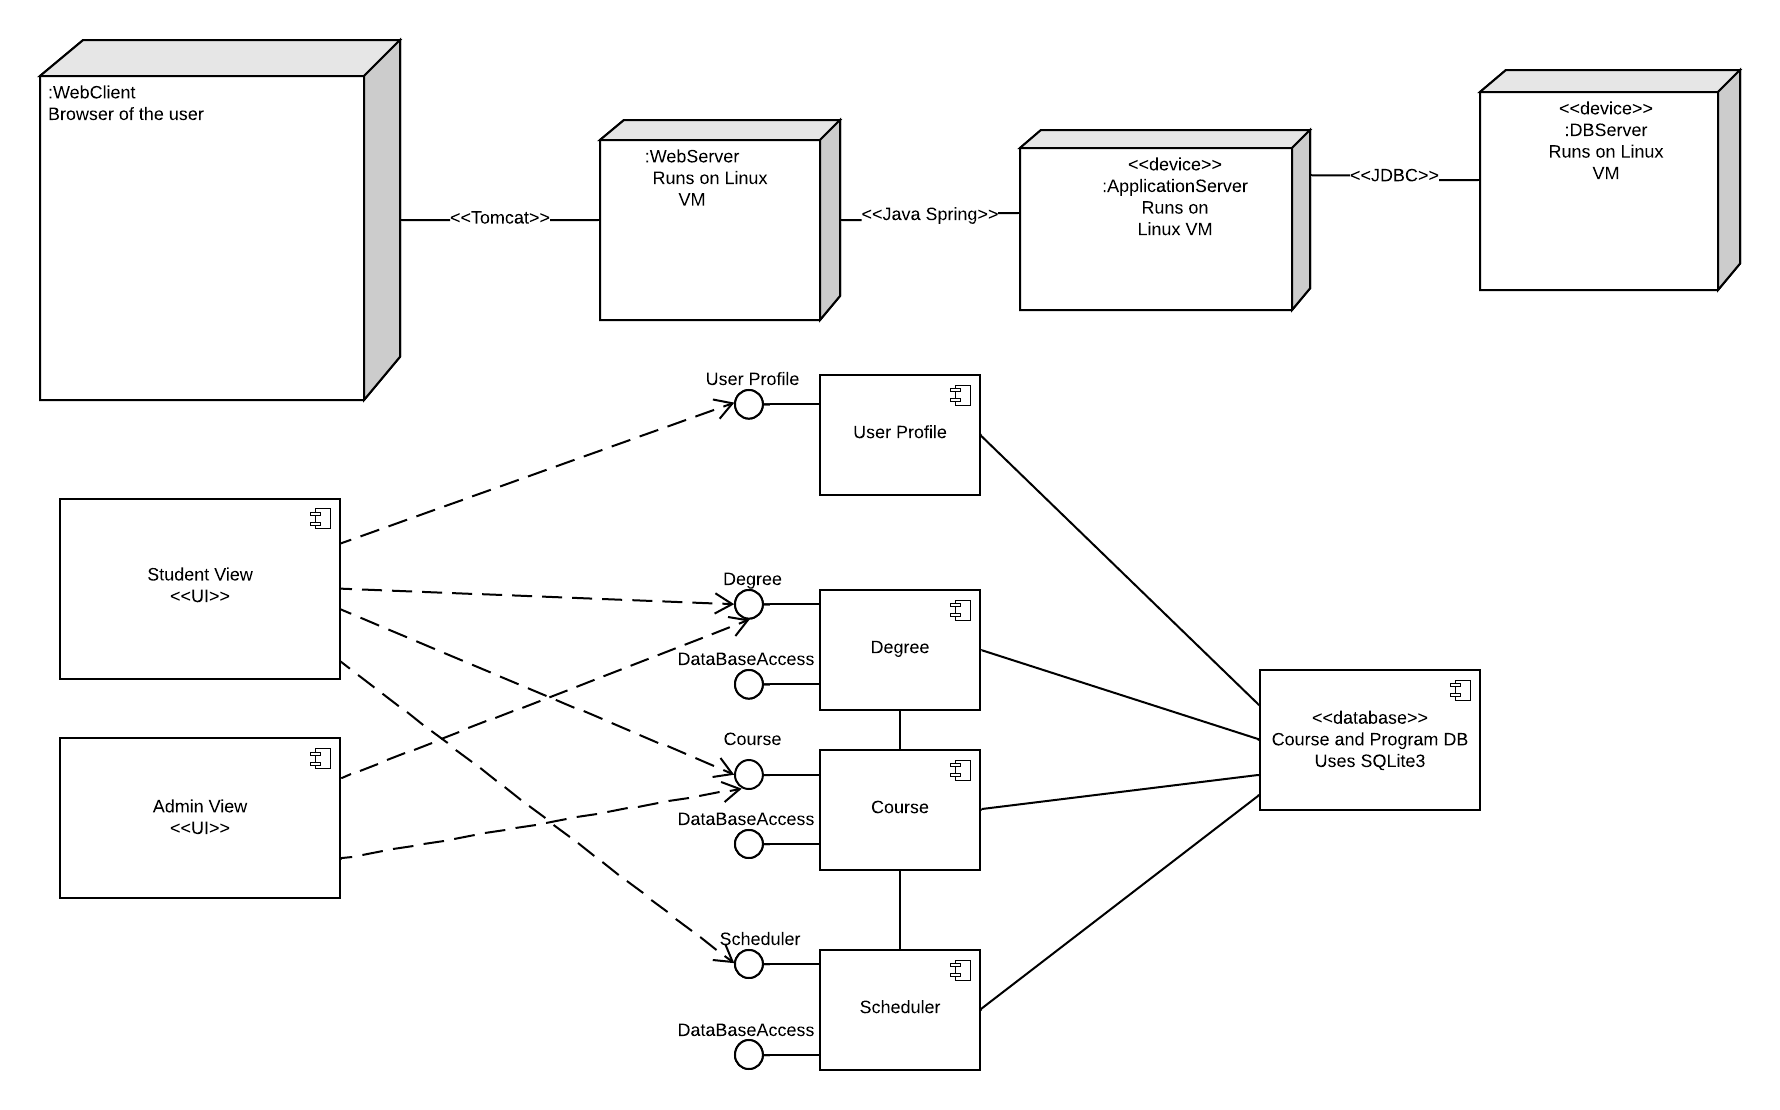 :WebClient
Browser of the user
<<Tomcat>>
:WebServer
Runs on Linux
VM
<<Java Spring>>
<<device>>
:ApplicationServer
Runs on
Linux VM
<<JDBC>>
<<device>>
:DBServer
Runs on Linux
VM
User Profile
User Profile
Student View
<<UI>>
Degree
Degree
DataBaseAccess
<<database>>
Course and Program DB
Uses SQLite3
Admin View
<<UI>>
Course
Course
DataBaseAccess
Scheduler
Scheduler
DataBaseAccess